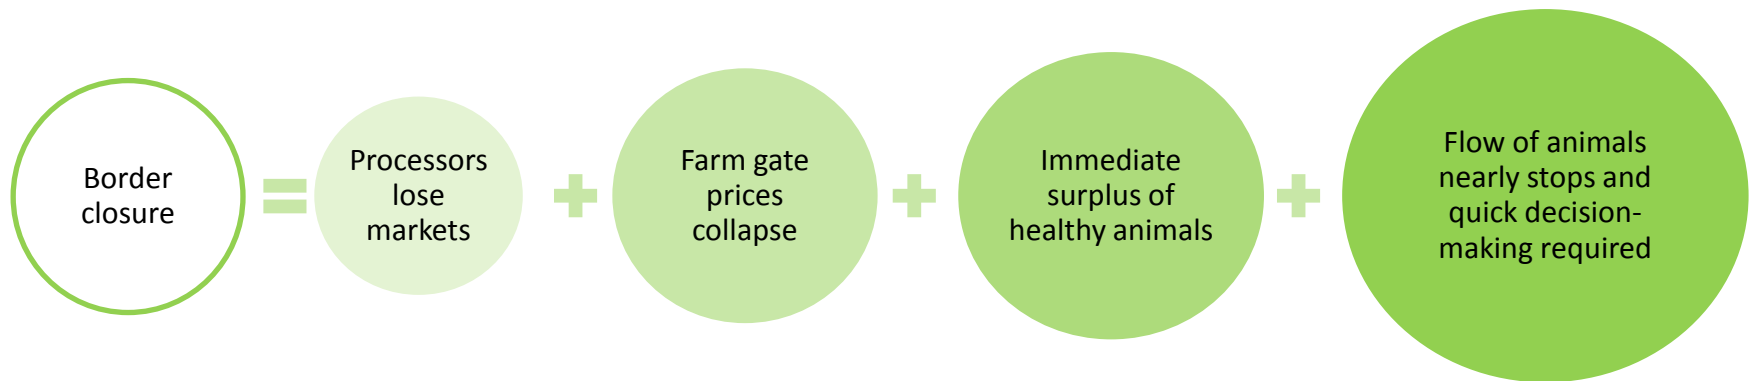 Border
closure
=
Processors
lose
markets
+
Farm gate
prices
collapse
+
Immediate
surplus of
healthy animals
+
Flow of animals
nearly stops and
quick decision-
making required